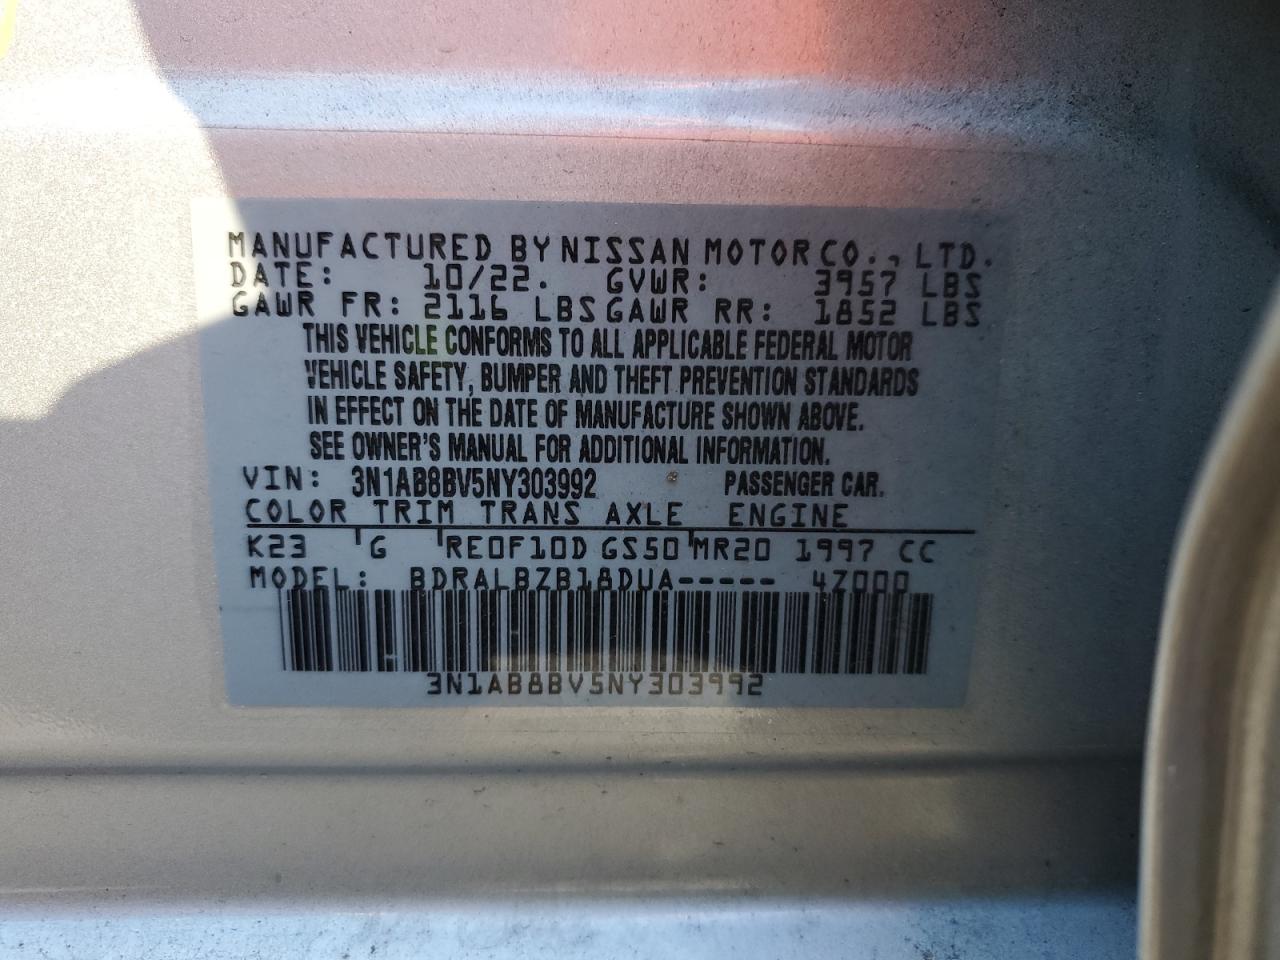 MANUFACTURED BY NISSAN MOTOR CO., LTD.
DATE: 10/22. GVWR: 3957 LBS
GAWR FR: 2116 LBS GAWR RR: 1852 LBS
THIS VEHICLE CONFORMS TO ALL APPLICABLE FEDERAL MOTOR
VEHICLE SAFETY, BUMPER AND THEFT PREVENTION STANDARDS
IN EFFECT ON THE DATE OF MANUFACTURE SHOWN ABOVE.
SEE OWNER'S MANUAL FOR ADDITIONAL INFORMATION.
VIN: 3N1AB8BV5NY303992 PASSENGER CAR.
COLOR TRIM TRANS AXLE ENGINE
K23 G RE0F10D GS50 MR20 1997 CC
MODEL: BDRALBZB18DUA----- 4Z000
3N1AB8BV5NY303992